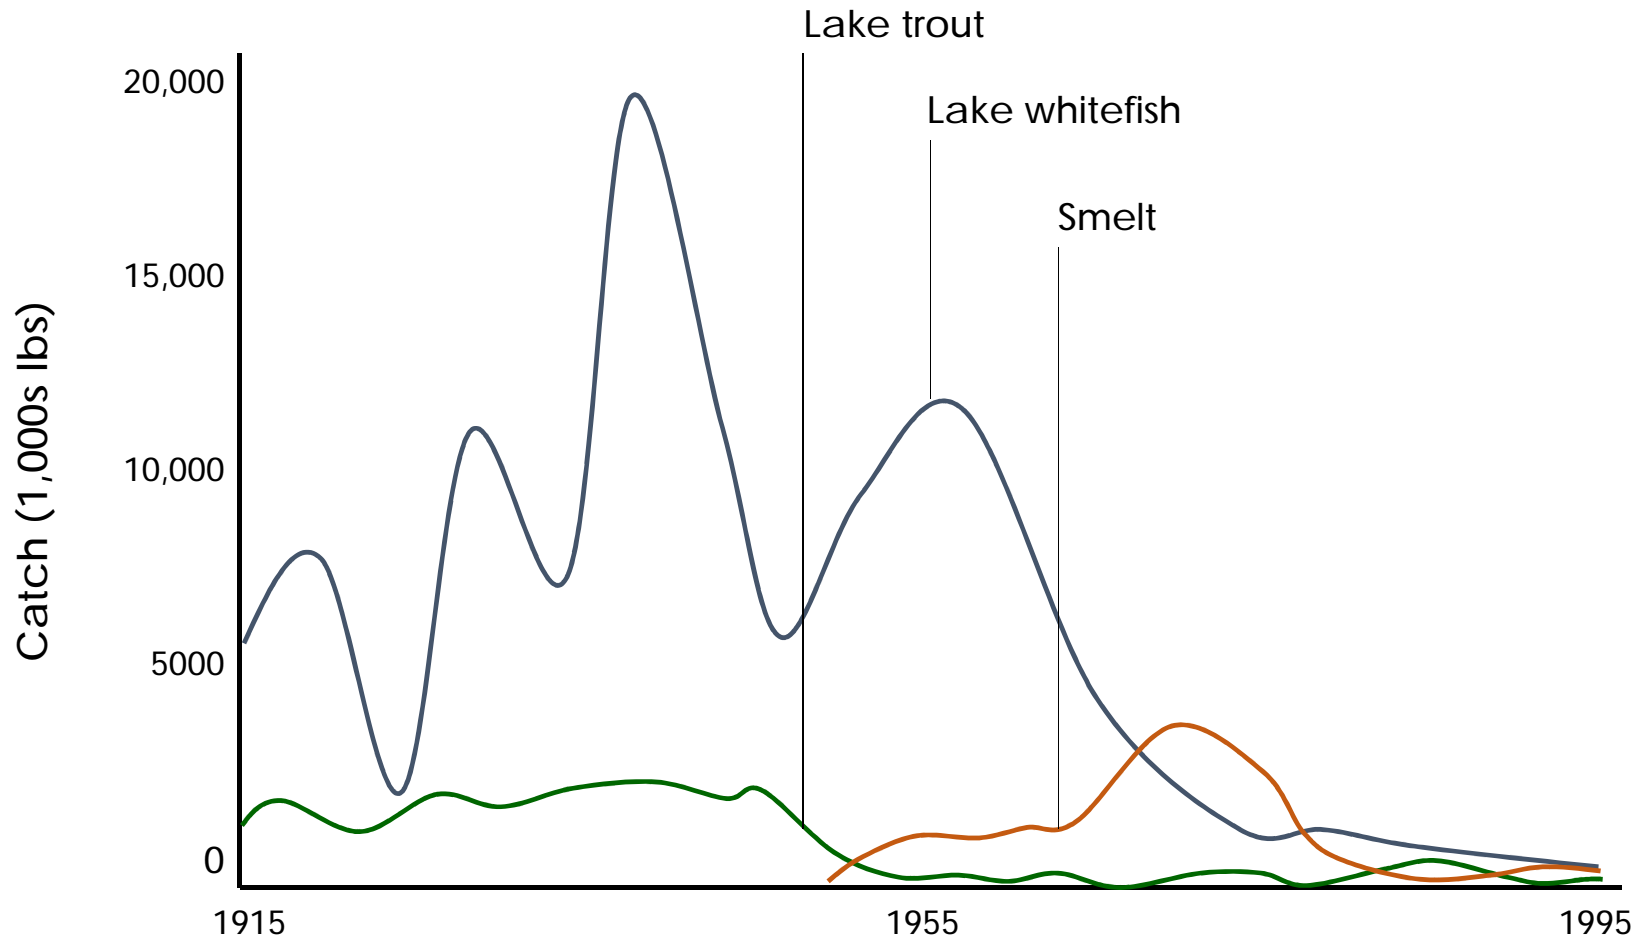 Lake trout
20,000
Lake whitefish
Smelt
15,000
Catch (1,000s lbs)
10,000
5000
0
1915
1955
1995